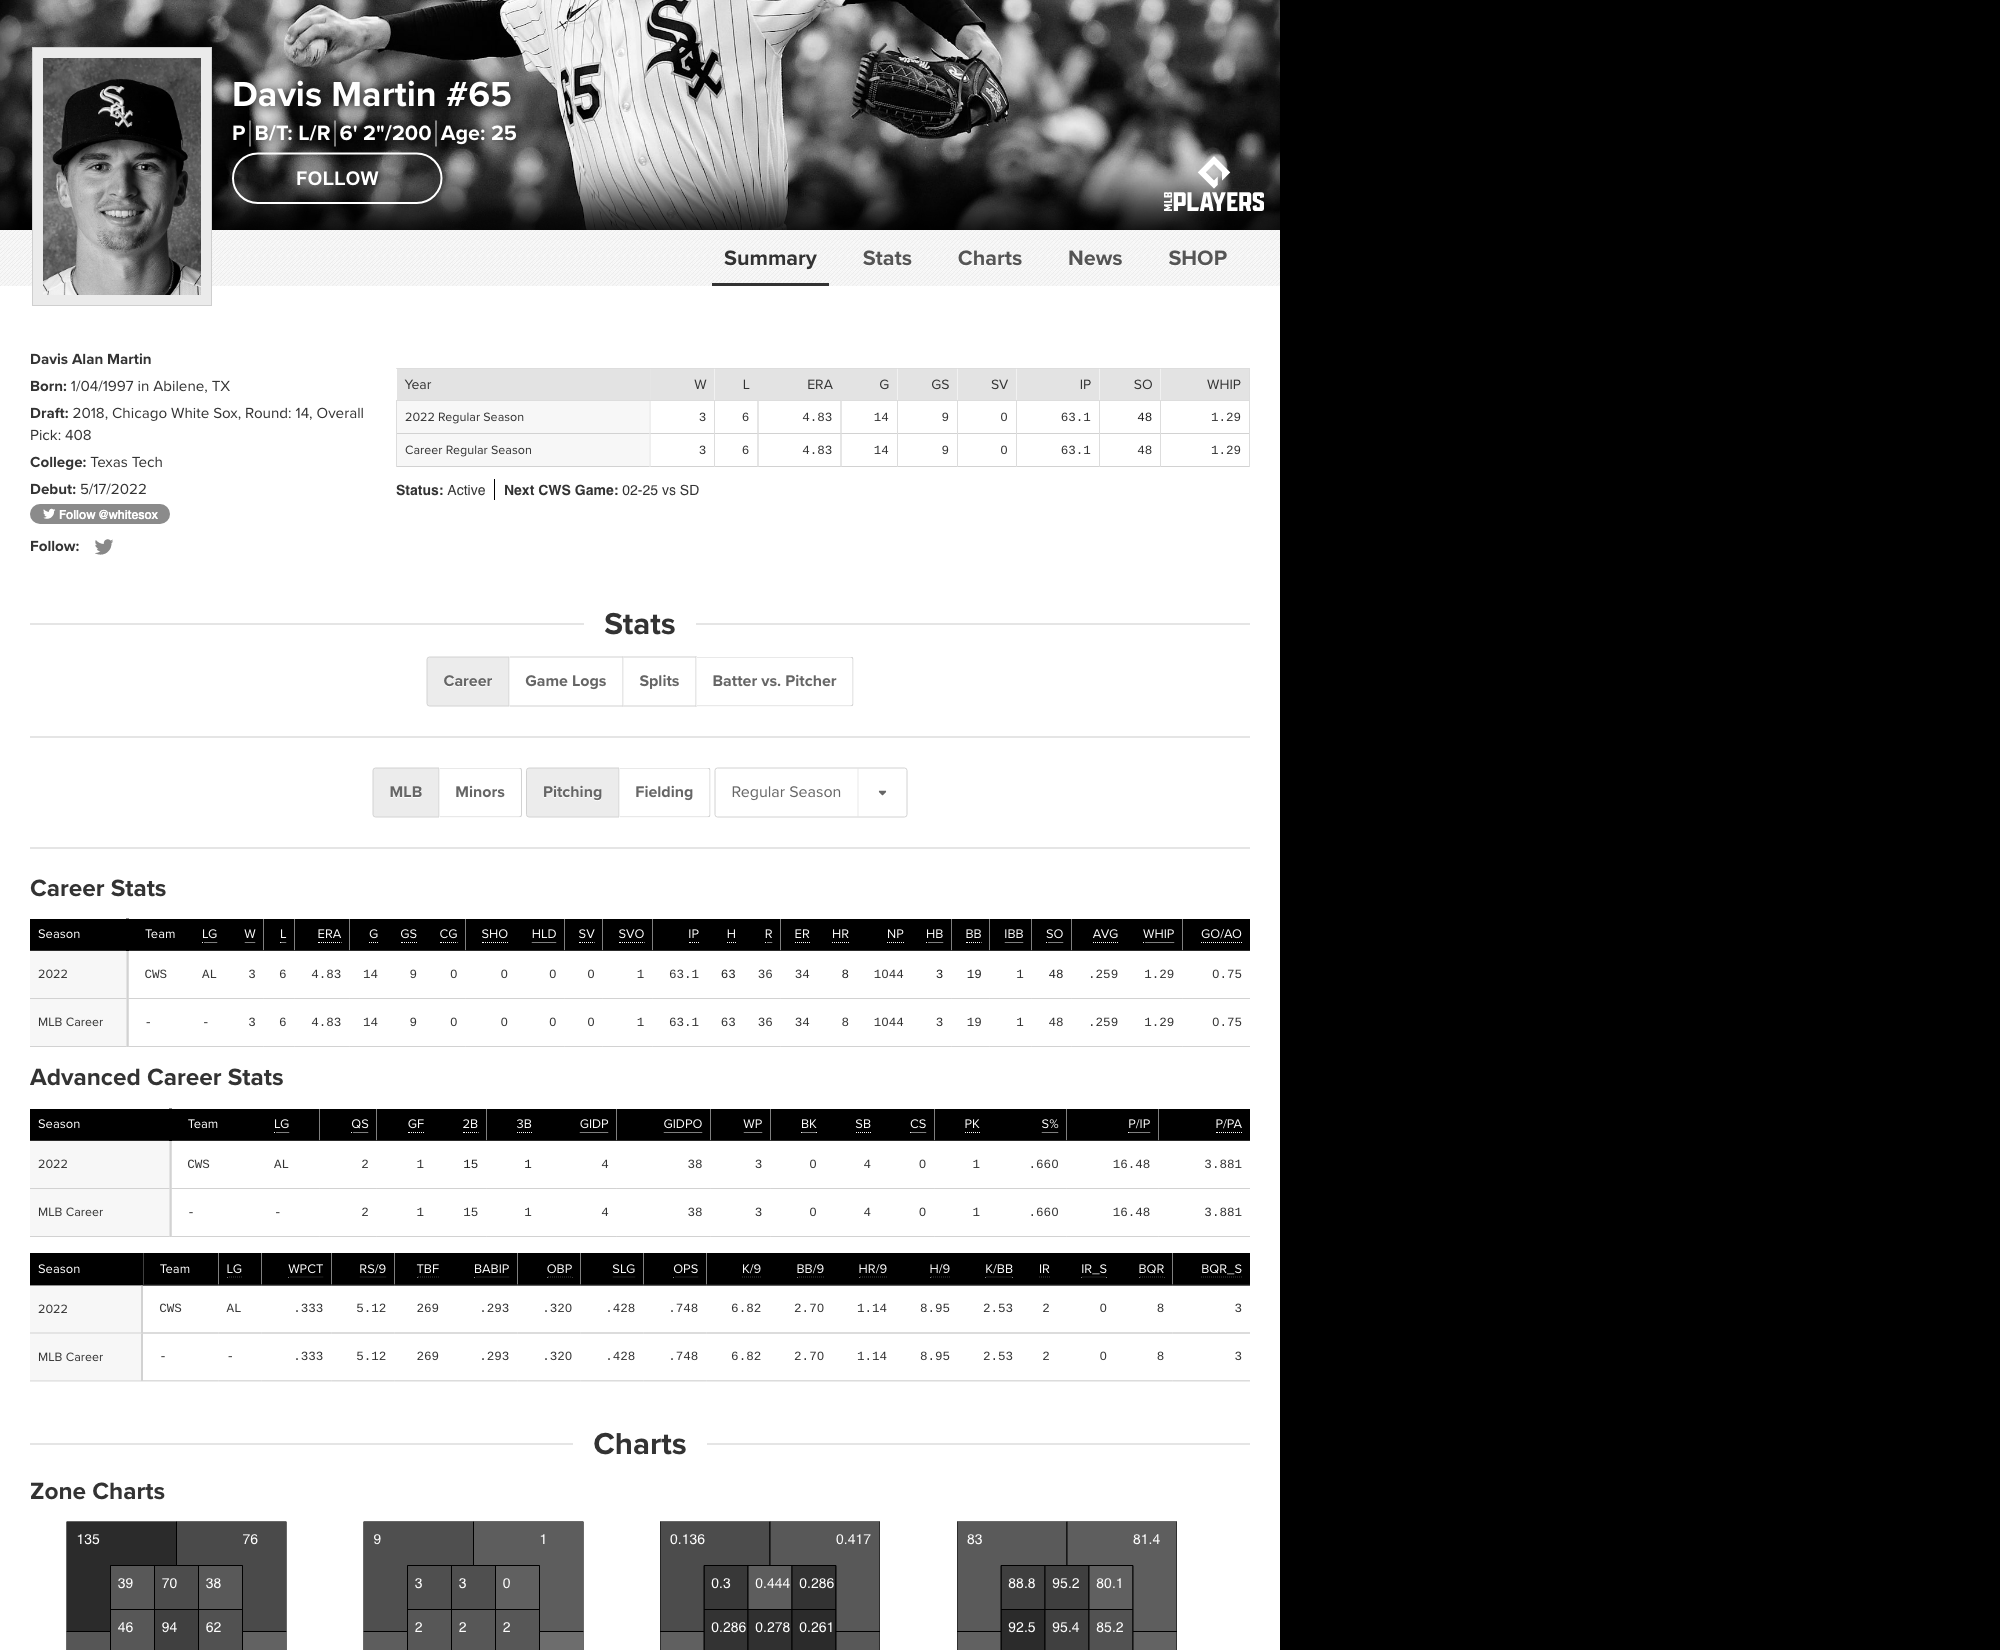 Davis Martin #65
P B/T: L/R 6' 2"/200 Age: 25
FOLLOW
65
Sox
MLB PLAYERS
Summary Stats Charts News SHOP
Davis Alan Martin
Born: 1/04/1997 in Abilene, TX
Draft: 2018, Chicago White Sox, Round: 14, Overall
Pick: 408
College: Texas Tech
Debut: 5/17/2022
Follow @whitesox
Follow:
Year W L ERA G GS SV IP SO WHIP
2022 Regular Season 3 6 4.83 14 9 0 63.1 48 1.29
Career Regular Season 3 6 4.83 14 9 0 63.1 48 1.29
Status: Active Next CWS Game: 02-25 vs SD
Stats
Career Game Logs Splits Batter vs. Pitcher
MLB Minors Pitching Fielding Regular Season
Career Stats
Season Team LG W L ERA G GS CG SHO HLD SV SVO IP H R ER HR NP HB BB IBB SO AVG WHIP GO/AO
2022 CWS AL 3 6 4.83 14 9 0 0 0 0 1 63.1 63 36 34 8 1044 3 19 1 48 .259 1.29 0.75
MLB Career - - 3 6 4.83 14 9 0 0 0 0 1 63.1 63 36 34 8 1044 3 19 1 48 .259 1.29 0.75
Advanced Career Stats
Season Team LG QS GF 2B 3B GIDP GIDPO WP BK SB CS PK S% P/IP P/PA
2022 CWS AL 2 1 15 1 4 38 3 0 4 0 1 .660 16.48 3.881
MLB Career - - 2 1 15 1 4 38 3 0 4 0 1 .660 16.48 3.881
Season Team LG WPCT RS/9 TBF BABIP OBP SLG OPS K/9 BB/9 HR/9 H/9 K/BB IR IR_S BQR BQR_S
2022 CWS AL .333 5.12 269 .293 .320 .428 .748 6.82 2.70 1.14 8.95 2.53 2 0 8 3
MLB Career - - .333 5.12 269 .293 .320 .428 .748 6.82 2.70 1.14 8.95 2.53 2 0 8 3
Charts
Zone Charts
135 76 9 1 0.136 0.417 83 81.4
39 70 38 3 3 0 0.3 0.444 0.286 88.8 95.2 80.1
46 94 62 2 2 2 0.286 0.278 0.261 92.5 95.4 85.2